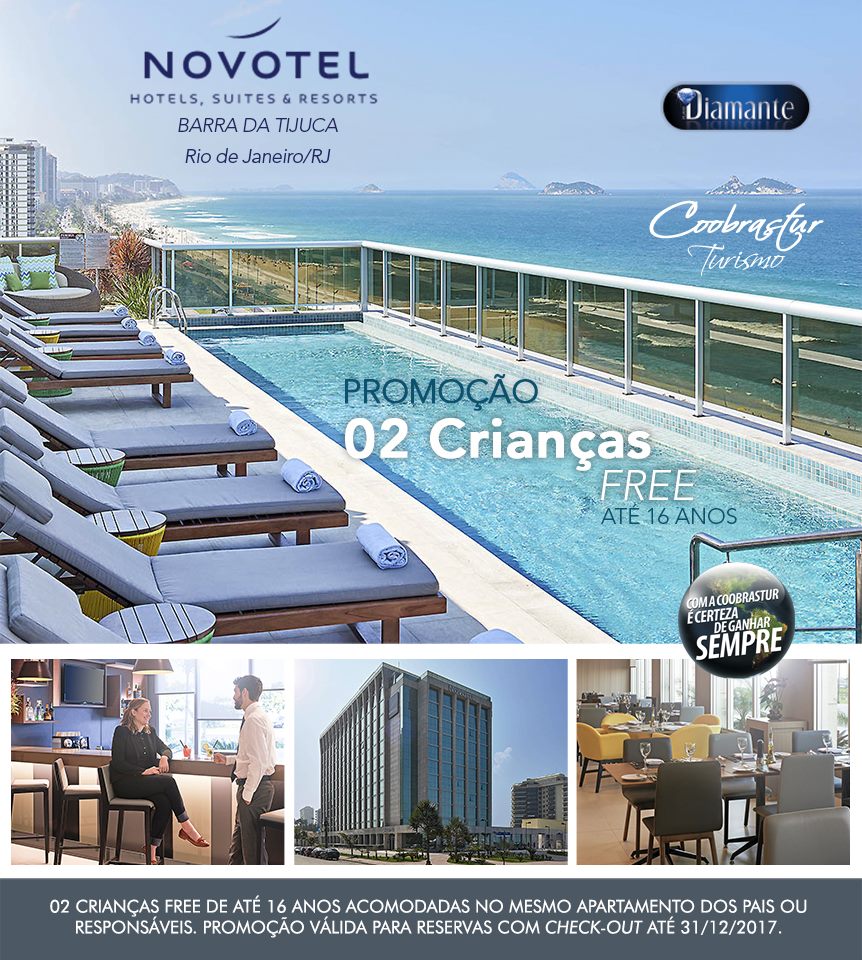 NOVOTEL
HOTELS, SUITES & RESORTS
BARRA DA TIJUCA
Rio de Janeiro/RJ
Diamante
Coobrastur
Turismo
PROMOÇÃO
02 Crianças
FREE
ATÉ 16 ANOS
COM A COOBRASTUR
É CERTEZA
DE GANHAR
SEMPRE
02 CRIANÇAS FREE DE ATÉ 16 ANOS ACOMODADAS NO MESMO APARTAMENTO DOS PAIS OU
RESPONSÁVEIS. PROMOÇÃO VÁLIDA PARA RESERVAS COM CHECK-OUT ATÉ 31/12/2017.